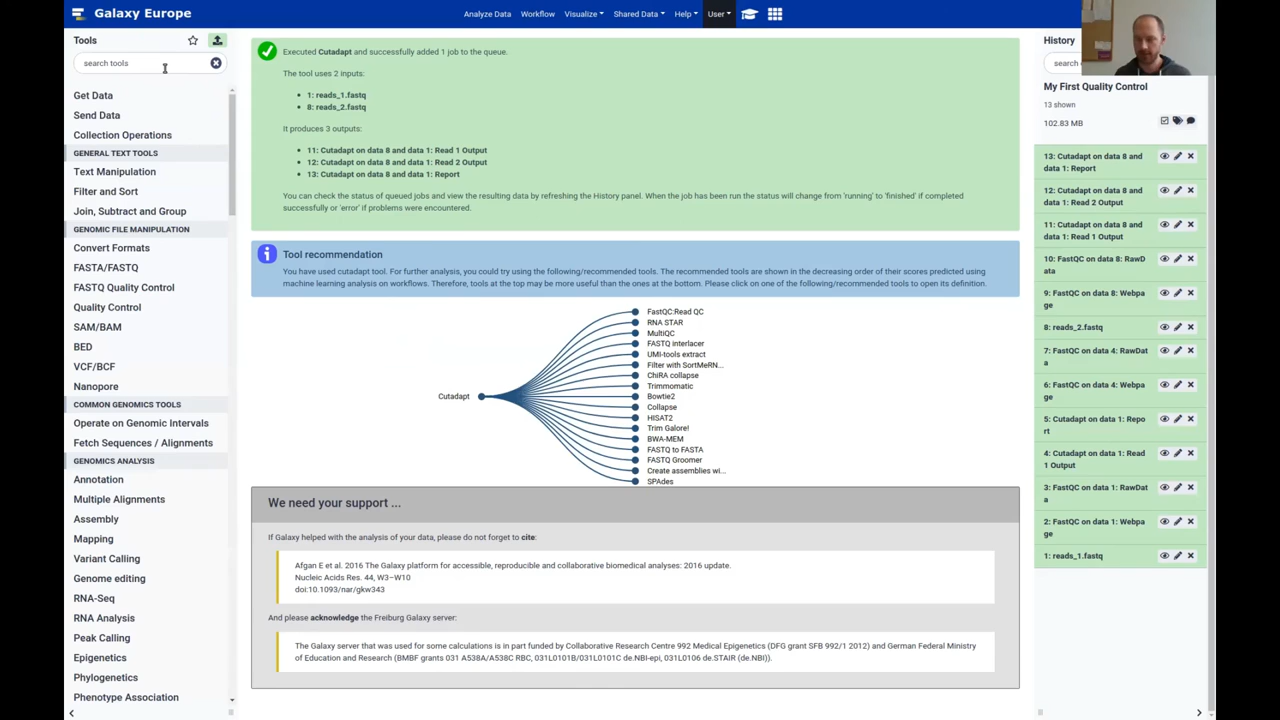 Galaxy Europe
Analyze Data
Workflow
Visualize
Shared Data
Help
User
Tools
search tools
Get Data
Send Data
Collection Operations
GENERAL TEXT TOOLS
Text Manipulation
Filter and Sort
Join, Subtract and Group
GENOMIC FILE MANIPULATION
Convert Formats
FASTA/FASTQ
FASTQ Quality Control
Quality Control
SAM/BAM
BED
VCF/BCF
Nanopore
COMMON GENOMICS TOOLS
Operate on Genomic Intervals
Fetch Sequences / Alignments
GENOMICS ANALYSIS
Annotation
Multiple Alignments
Assembly
Mapping
Variant Calling
Genome editing
RNA-Seq
RNA Analysis
Peak Calling
Epigenetics
Phylogenetics
Phenotype Association
Executed Cutadapt and successfully added 1 job to the queue.
The tool uses 2 inputs:
• 1: reads_1.fastq
• 8: reads_2.fastq
It produces 3 outputs:
• 11: Cutadapt on data 8 and data 1: Read 1 Output
• 12: Cutadapt on data 8 and data 1: Read 2 Output
• 13: Cutadapt on data 8 and data 1: Report
You can check the status of queued jobs and view the resulting data by refreshing the History panel. When the job has been run the status will change from 'running' to 'finished' if completed
successfully or 'error' if problems were encountered.
Tool recommendation
You have used cutadapt tool. For further analysis, you could try using the following/recommended tools. The recommended tools are shown in the decreasing order of their scores predicted using
machine learning analysis on workflows. Therefore, tools at the top may be more useful than the ones at the bottom. Please click on one of the following/recommended tools to open its definition.
Cutadapt
FastQC:Read QC
RNA STAR
MultiQC
FASTQ interlacer
UMI-tools extract
Filter with SortMeRN...
ChiRA collapse
Trimmomatic
Bowtie2
Collapse
HISAT2
Trim Galore!
BWA-MEM
FASTQ to FASTA
FASTQ Groomer
Create assemblies wi...
SPAdes
We need your support ...
If Galaxy helped with the analysis of your data, please do not forget to cite:
Afgan E et al. 2016 The Galaxy platform for accessible, reproducible and collaborative biomedical analyses: 2016 update.
Nucleic Acids Res. 44, W3–W10
doi:10.1093/nar/gkw343
And please acknowledge the Freiburg Galaxy server:
The Galaxy server that was used for some calculations is in part funded by Collaborative Research Centre 992 Medical Epigenetics (DFG grant SFB 992/1 2012) and German Federal Ministry
of Education and Research (BMBF grants 031 A538A/A538C RBC, 031L0101B/031L0101C de.NBI-epi, 031L0106 de.STAIR (de.NBI)).
History
search
My First Quality Control
13 shown
102.83 MB
13: Cutadapt on data 8 and
data 1: Report
12: Cutadapt on data 8 and
data 1: Read 2 Output
11: Cutadapt on data 8 and
data 1: Read 1 Output
10: FastQC on data 8: RawD
ata
9: FastQC on data 8: Webpa
ge
8: reads_2.fastq
7: FastQC on data 4: RawDat
a
6: FastQC on data 4: Webpa
ge
5: Cutadapt on data 1: Repo
rt
4: Cutadapt on data 1: Read
1 Output
3: FastQC on data 1: RawDat
a
2: FastQC on data 1: Webpa
ge
1: reads_1.fastq